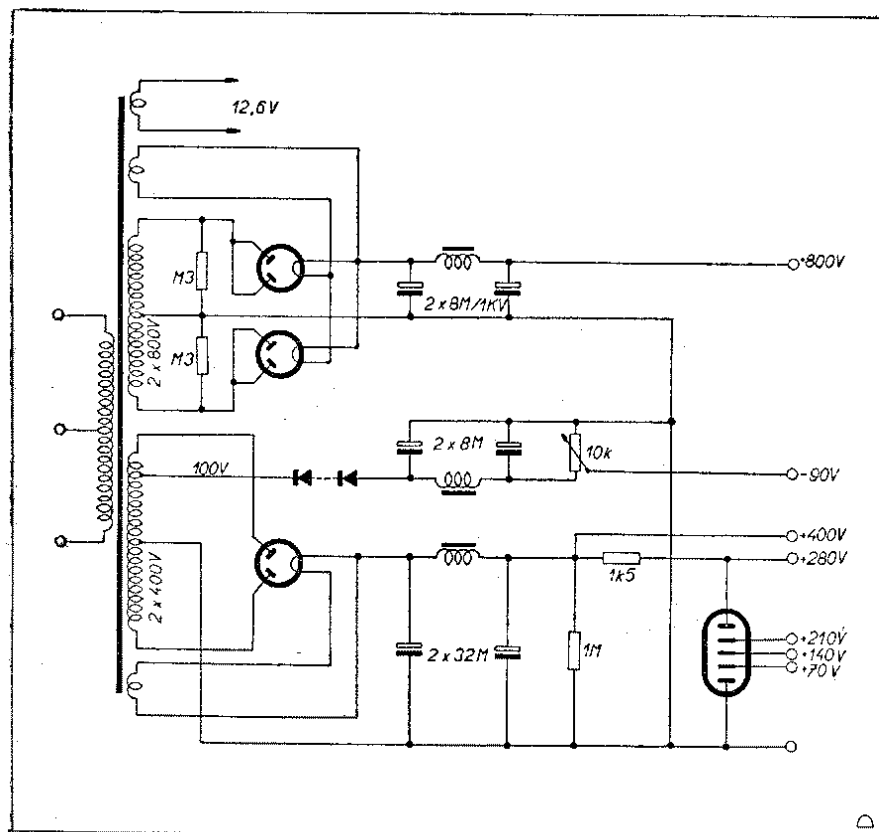 12,6V
M3
M3
2 x 800V
2 x 8M/1KV
+800V
100V
2 x 8M
10k
-90V
+400V
+280V
1k5
2 x 400V
2 x 32M
1M
+210V
+140V
+70V